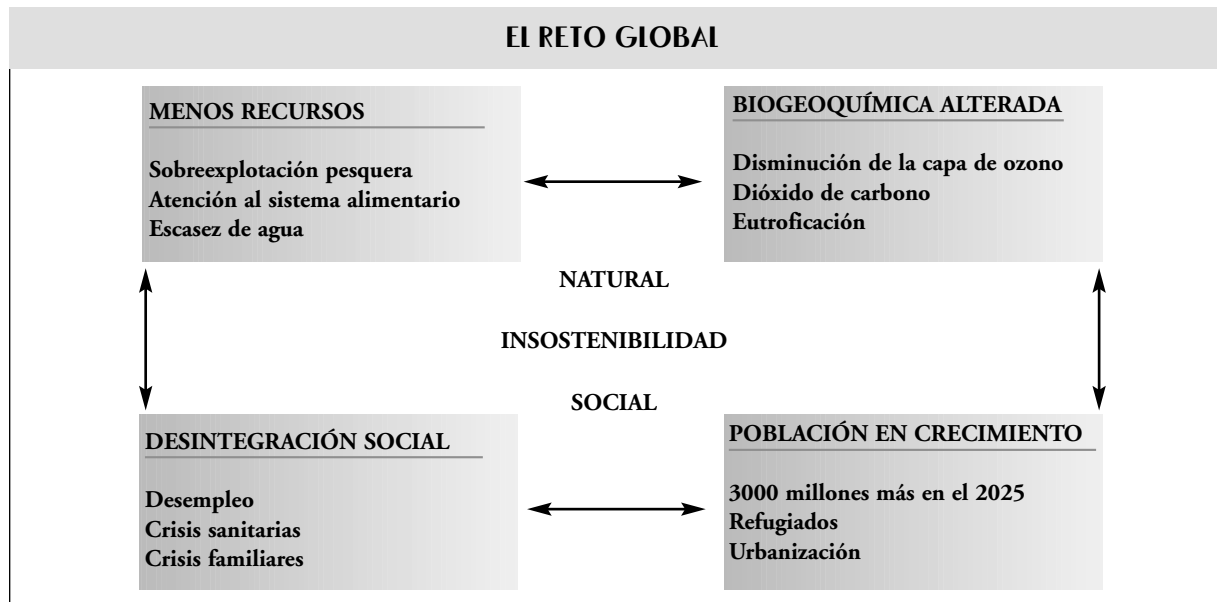 EL RETO GLOBAL
MENOS RECURSOS
Sobreexplotación pesquera
Atención al sistema alimentario
Escasez de agua
BIOGEOQUÍMICA ALTERADA
Disminución de la capa de ozono
Dióxido de carbono
Eutroficación
NATURAL
INSOSTENIBILIDAD
SOCIAL
DESINTEGRACIÓN SOCIAL
Desempleo
Crisis sanitarias
Crisis familiares
POBLACIÓN EN CRECIMIENTO
3000 millones más en el 2025
Refugiados
Urbanización